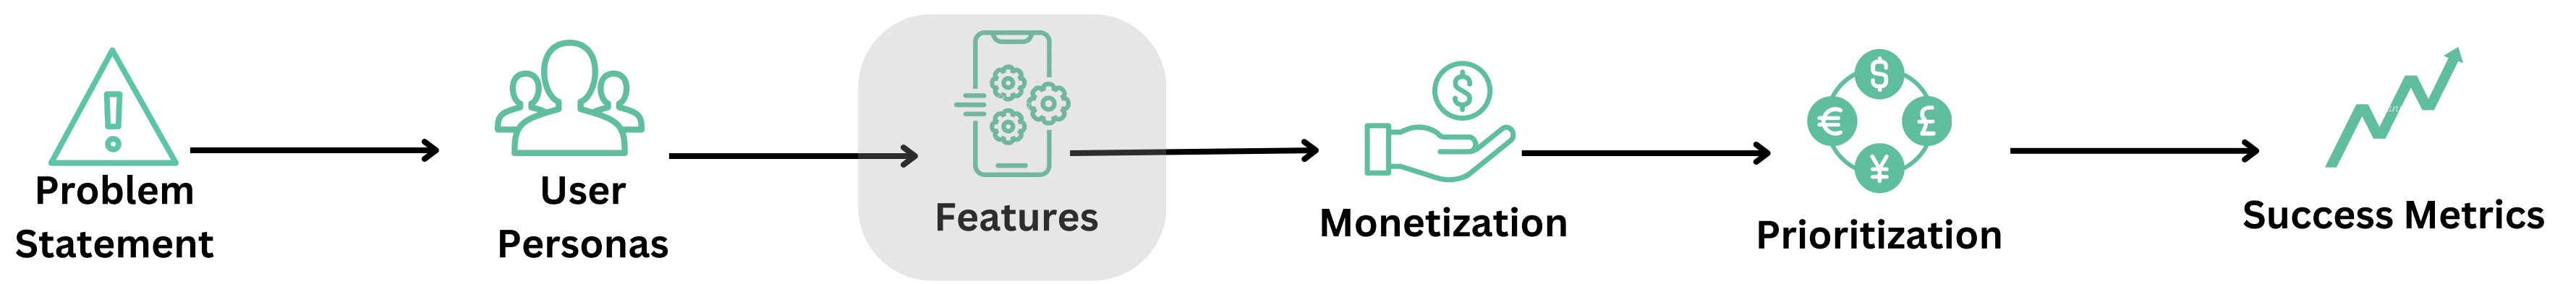 Problem
Statement
User
Personas
Features
Monetization
Prioritization
Success Metrics
$
$
€
£
¥
!